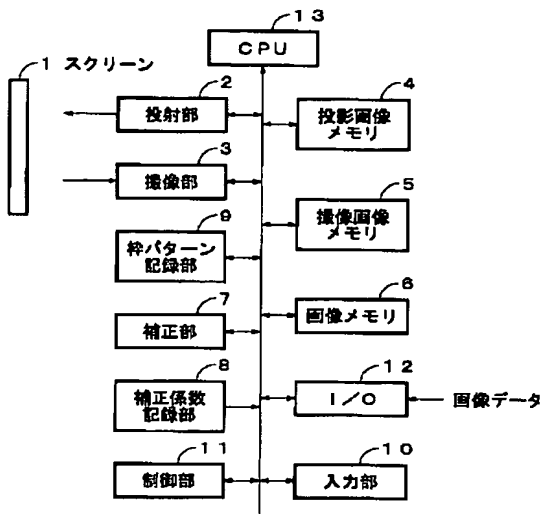 13
CPU
1 スクリーン
2
投射部
4
投影画像
メモリ
3
撮像部
5
撮像画像
メモリ
9
枠パターン
記録部
6
画像メモリ
7
補正部
8
補正係数
記録部
12
I/O
画像データ
11
制御部
10
入力部